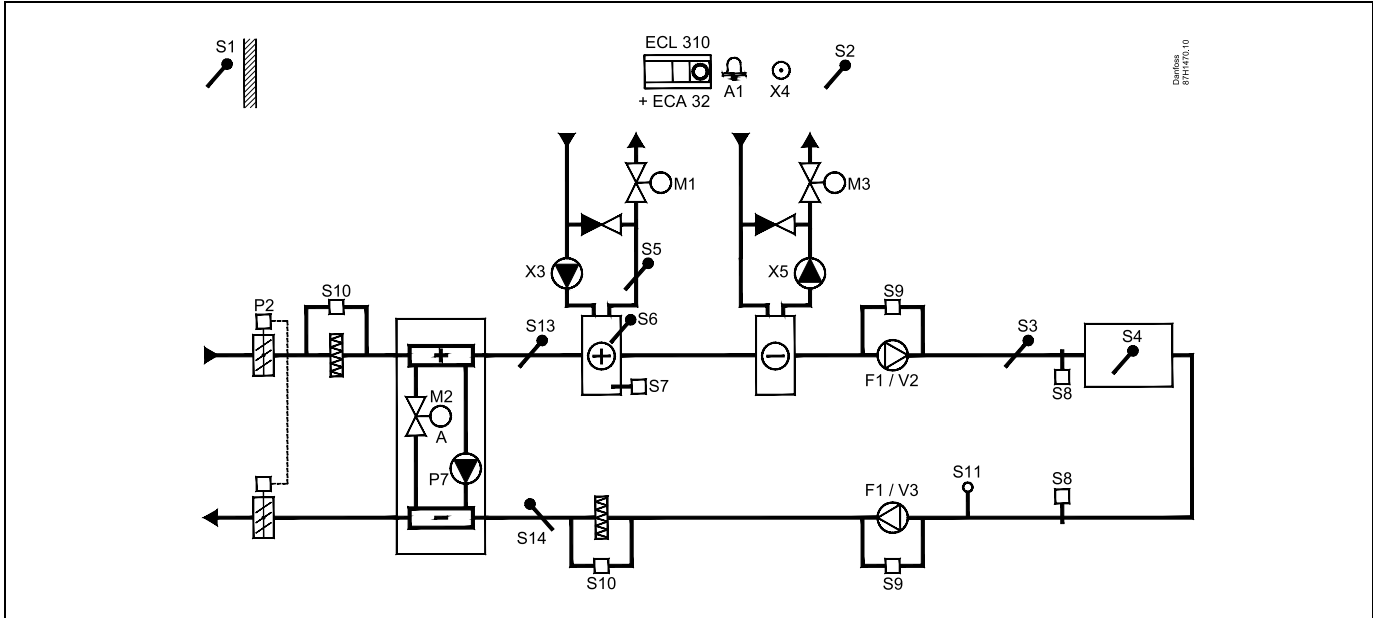 S1
ECL 310
+ ECA 32
A1
X4
S2
Danfoss
87H1470.10
M1
M3
S5
X3
X5
P2
S10
S13
S6
S7
S9
F1 / V2
S3
S4
S8
M2
A
P7
S14
S10
F1 / V3
S9
S11
S8